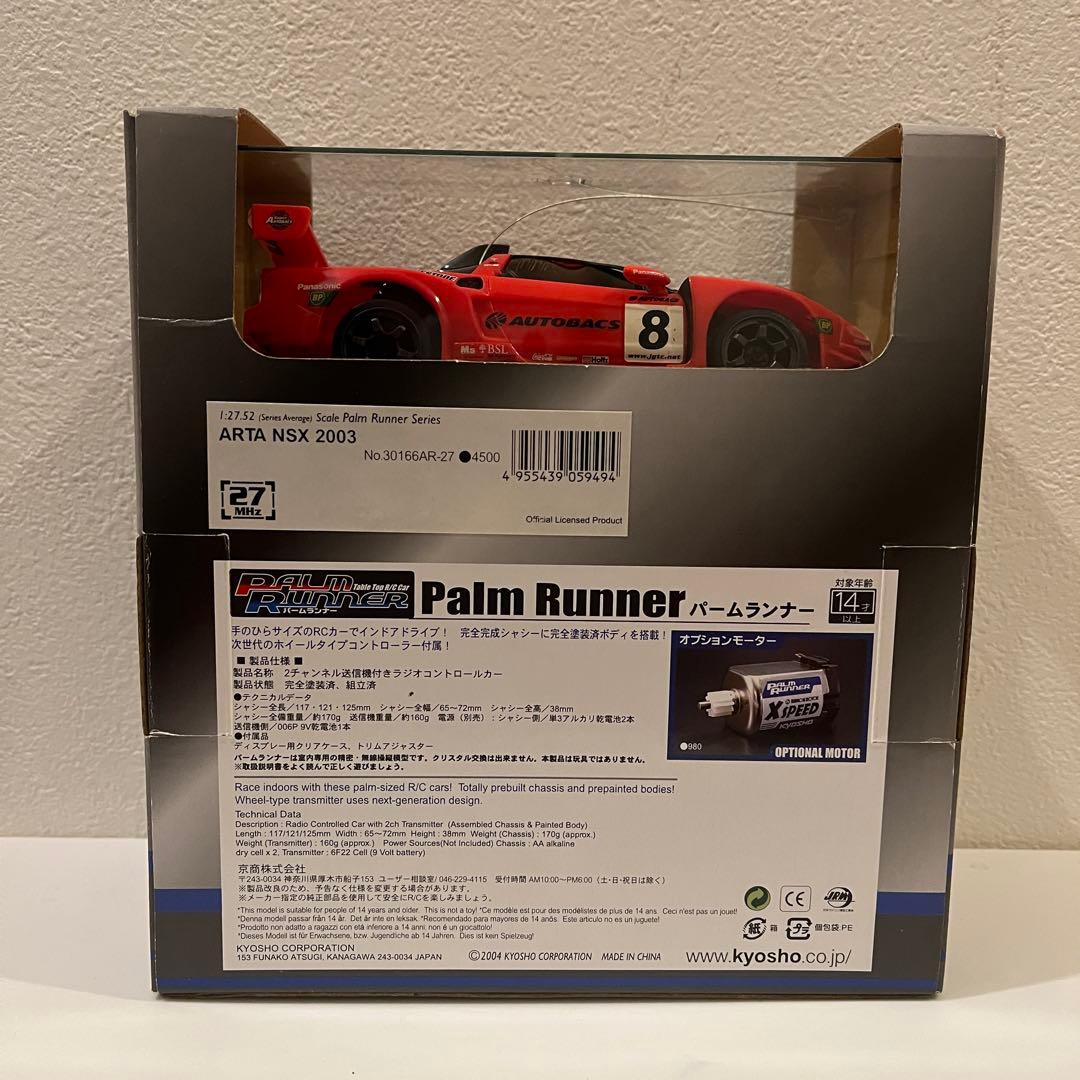 Super AUTOBACS
Panasonic
BP
Panasonic
AUTOBACS
AUTOBACS
8
www.jgtc.net
BP
Ms BSL
Coca-Cola
Holts
1:27.52 (Series Average) Scale Palm Runner Series
ARTA NSX 2003
No.30166AR-27 ●4500
4 955439 059494
27
MHz
Official Licensed Product
PALM RUNNER
Table Top R/C Car
パームランナー
Palm Runner パームランナー
対象年齢
14才
以上
手のひらサイズのRCカーでインドアドライブ! 完全完成シャシーに完全塗装済ボディを搭載!
次世代のホイールタイプコントローラー付属!
■ 製品仕様 ■
製品名称 2チャンネル送信機付きラジオコントロールカー
製品状態 完全塗装済、組立済
●テクニカルデータ
シャシー全長/117・121・125mm シャシー全幅/65〜72mm シャシー全高/38mm
シャシー全備重量/約170g 送信機重量/約160g 電源(別売):シャシー側/単3アルカリ乾電池2本
送信機側/006P 9V乾電池1本
●付属品
ディスプレー用クリアケース、トリムアジャスター
パームランナーは室内専用の精密・無線操縦模型です。クリスタル交換は出来ません。本製品は玩具ではありません。
※取扱説明書をよく読んで正しく遊びましょう。
オプションモーター
PALM RUNNER
X SPEED
KYOSHO
●980
OPTIONAL MOTOR
Race indoors with these palm-sized R/C cars! Totally prebuilt chassis and prepainted bodies!
Wheel-type transmitter uses next-generation design.
Technical Data
Description : Radio Controlled Car with 2ch Transmitter (Assembled Chassis & Painted Body)
Length : 117/121/125mm Width : 65〜72mm Height : 38mm Weight (Chassis) : 170g (approx.)
Weight (Transmitter) : 160g (approx.) Power Sources(Not Included) Chassis : AA alkaline
dry cell x 2, Transmitter : 6F22 Cell (9 Volt battery)
京商株式会社
〒243-0034 神奈川県厚木市船子153 ユーザー相談室/ 046-229-4115 受付時間 AM10:00〜PM6:00(土・日・祝日は除く)
※製品改良のため、予告なく仕様を変更する場合があります。
※メーカー指定の純正部品を使用して安全にR/Cを楽しみましょう。
*This model is suitable for people of 14 years and older. This is not a toy! *Ce modèle est pour des modélistes de plus de 14 ans Ceci n'est pas un jouet!
*Denna modell passar från 14 år. Det är inte en leksak. *Recomendado para mayores de 14 años. Este articulo no es un juguete!
*Prodotto non adatto a ragazzi con età inferiore a 14 anni. non è un giocattolo!
*Dieses Modell ist für Erwachsene, bzw. Jugendliche ab 14 Jahren. Dies ist kein Spielzeug!
CE
JRM
紙 箱
プラ 個包袋:PE
KYOSHO CORPORATION
153 FUNAKO ATSUGI, KANAGAWA 243-0034 JAPAN
©2004 KYOSHO CORPORATION MADE IN CHINA
www.kyosho.co.jp/